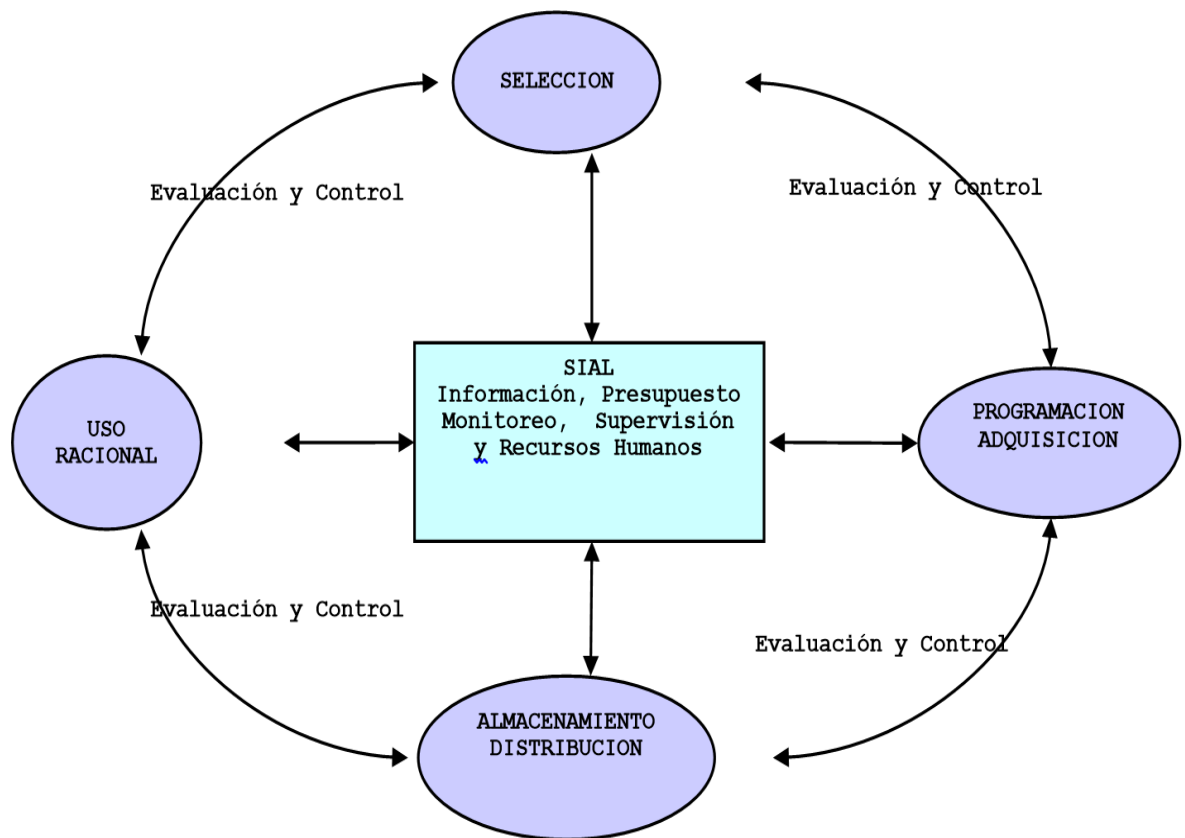 SELECCION
Evaluación y Control
Evaluación y Control
SIAL
Información, Presupuesto
Monitoreo, Supervisión
y Recursos Humanos
USO
RACIONAL
PROGRAMACION
ADQUISICION
Evaluación y Control
Evaluación y Control
ALMACENAMIENTO
DISTRIBUCION